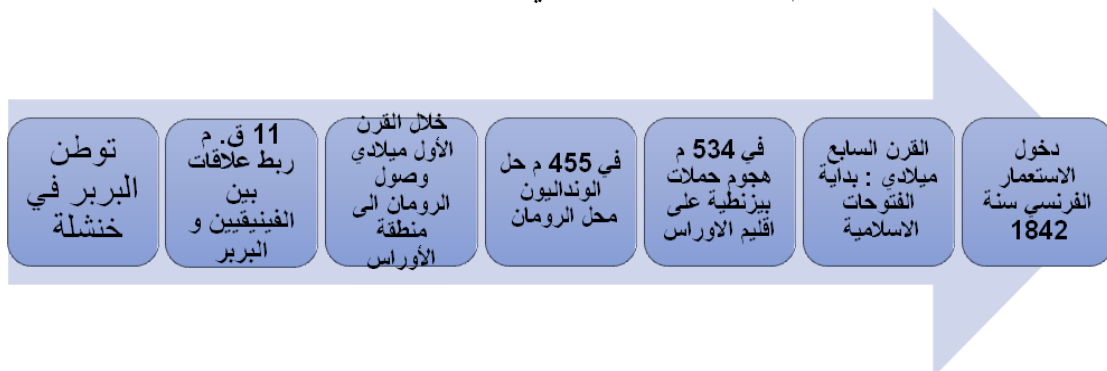 توطن
البربر في
خنشلة
11 ق. م
ربط علاقات
بين
الفينيقيين و
البربر
خلال القرن
الأول ميلادي
وصول
الرومان الى
منطقة
الأوراس
في 455 م حل
الونداليون
محل الرومان
في 534 م
هجوم حملات
بيزنطية على
اقليم الاوراس
القرن السابع
ميلادي : بداية
الفتوحات
الاسلامية
دخول
الاستعمار
الفرنسي سنة
1842